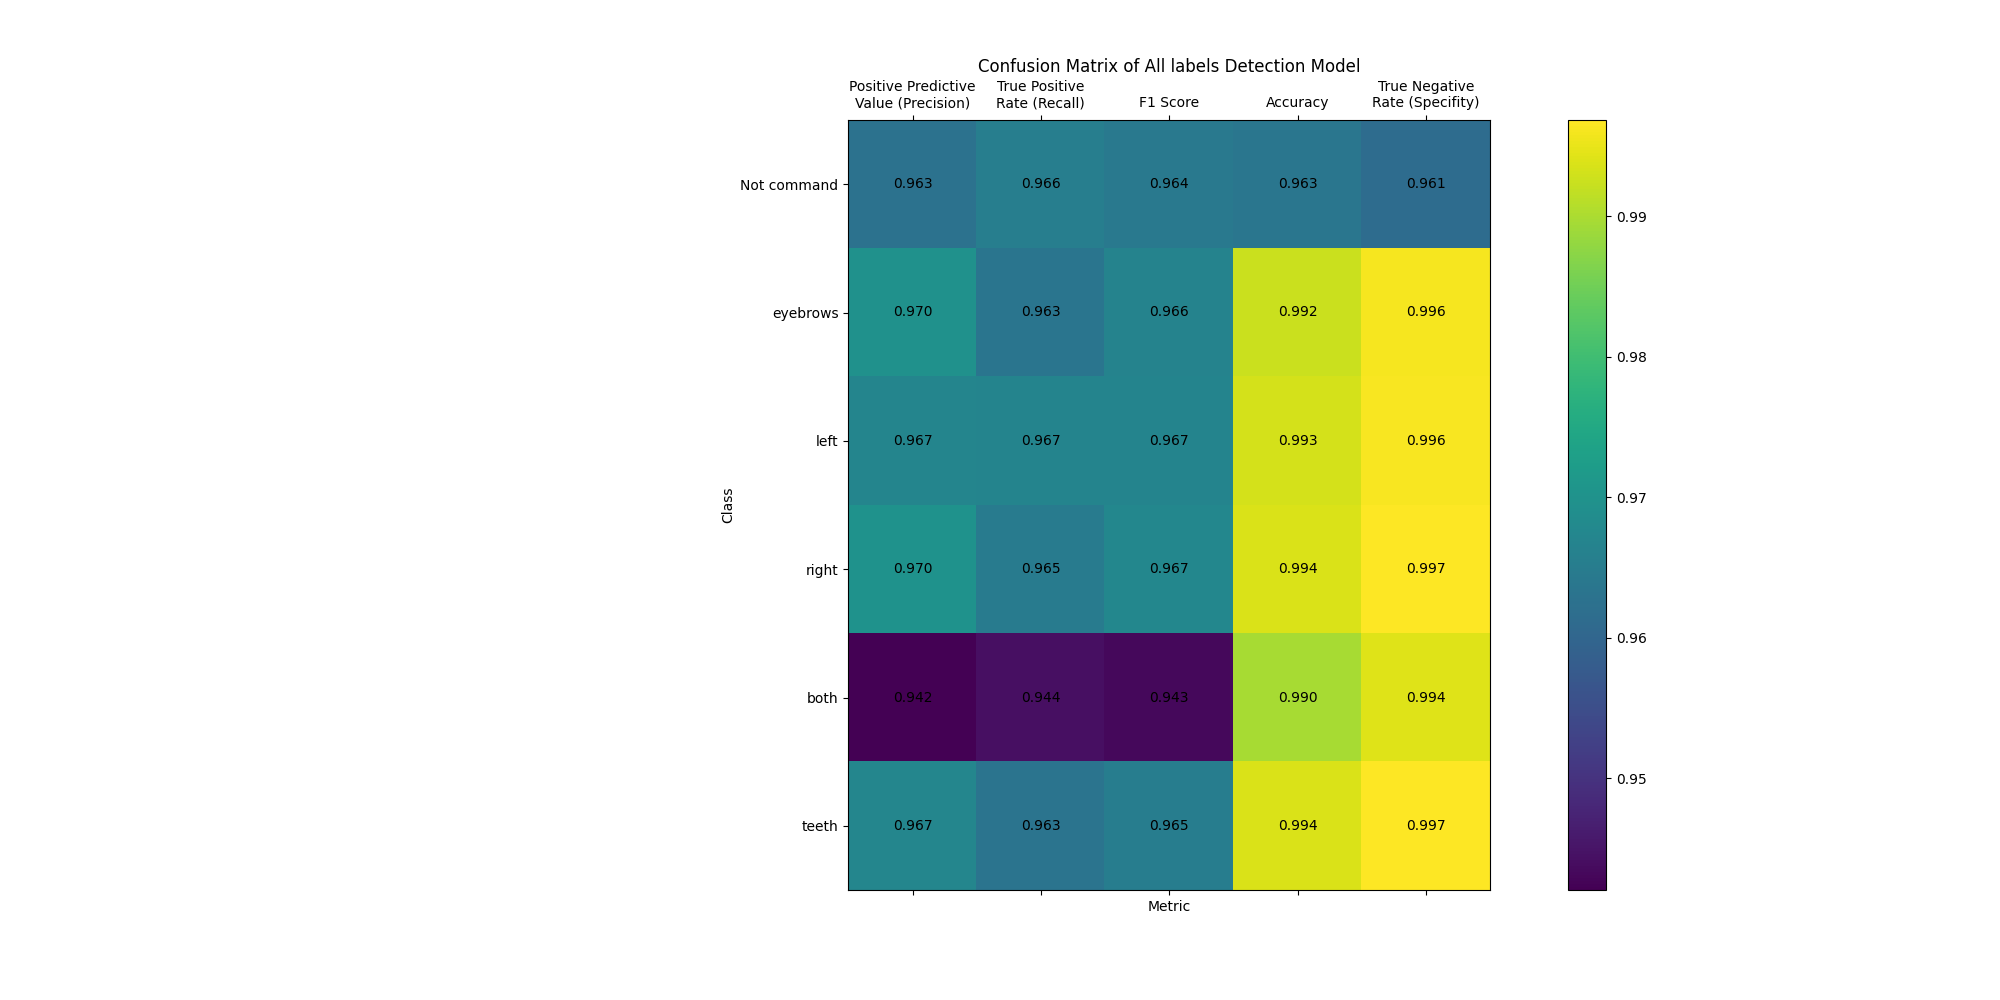 Confusion Matrix of All labels Detection Model
Positive Predictive
Value (Precision)
True Positive
Rate (Recall)
F1 Score
Accuracy
True Negative
Rate (Specifity)
Not command
0.963 0.966 0.964 0.963 0.961
eyebrows
0.970 0.963 0.966 0.992 0.996
left
0.967 0.967 0.967 0.993 0.996
right
0.970 0.965 0.967 0.994 0.997
both
0.942 0.944 0.943 0.990 0.994
teeth
0.967 0.963 0.965 0.994 0.997
Class
Metric
0.99
0.98
0.97
0.96
0.95